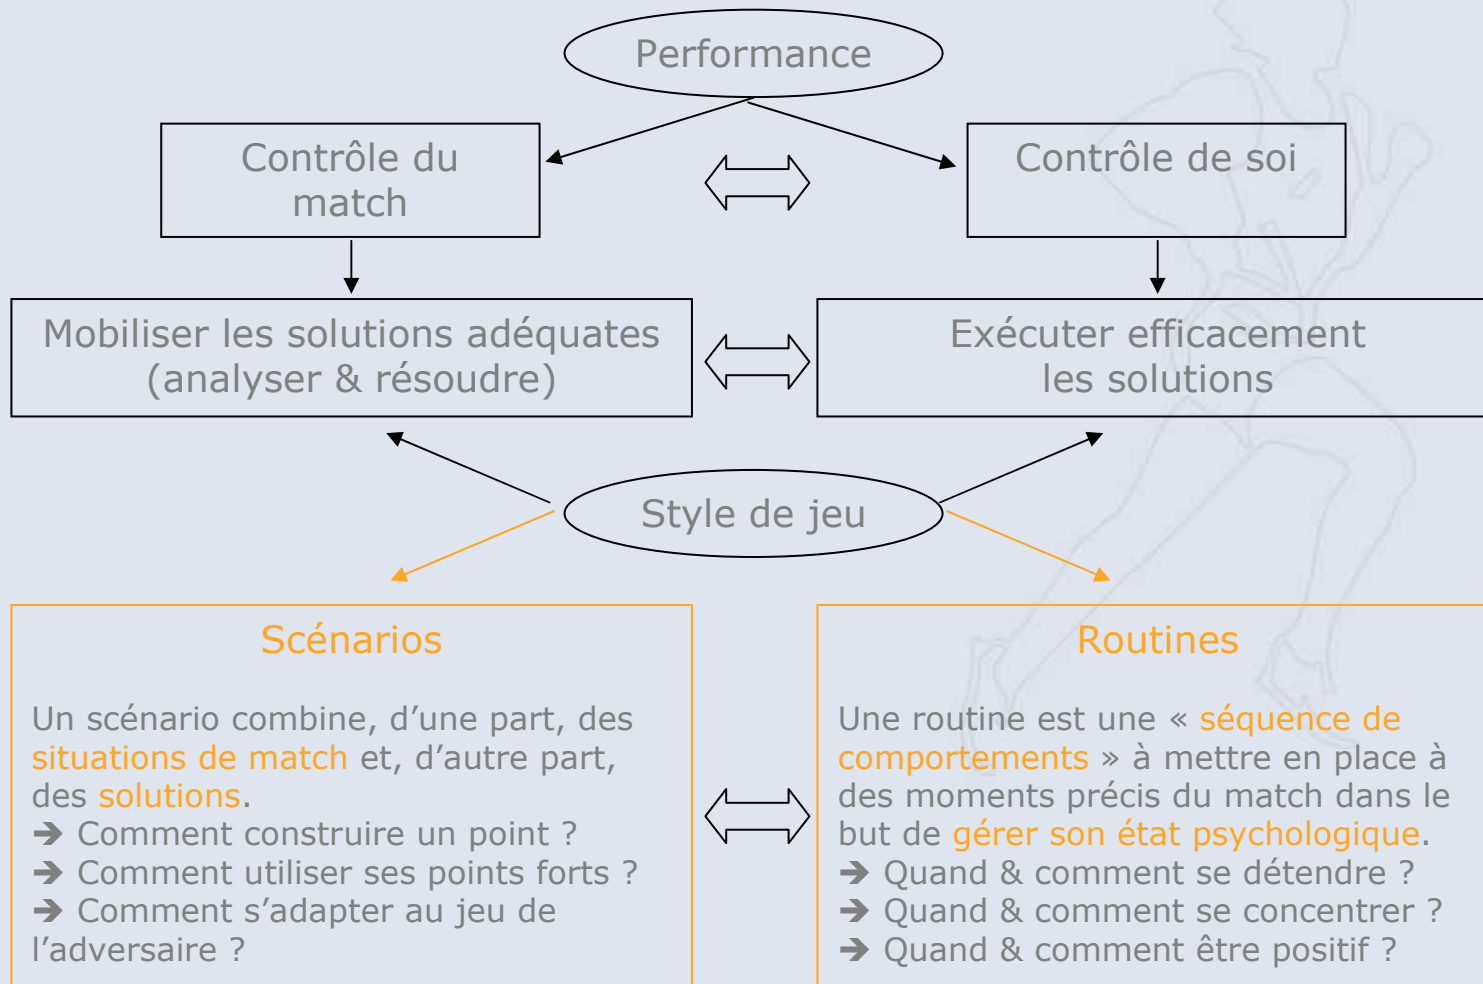 Performance
Contrôle du
match
Contrôle de soi
Mobiliser les solutions adéquates
(analyser & résoudre)
Exécuter efficacement
les solutions
Style de jeu
Scénarios
Un scénario combine, d’une part, des
situations de match et, d’autre part,
des solutions.
➔ Comment construire un point ?
➔ Comment utiliser ses points forts ?
➔ Comment s’adapter au jeu de
l’adversaire ?
Routines
Une routine est une « séquence de
comportements » à mettre en place à
des moments précis du match dans le
but de gérer son état psychologique.
➔ Quand & comment se détendre ?
➔ Quand & comment se concentrer ?
➔ Quand & comment être positif ?